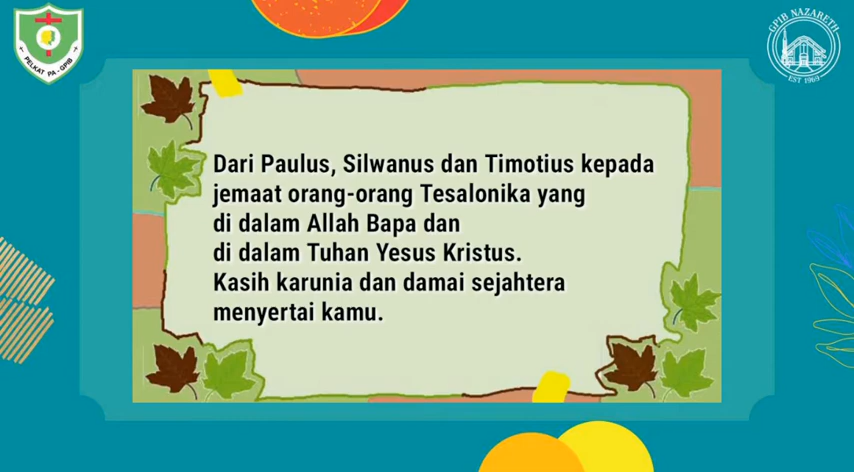 PELKAT PA - GPIB
GPIB NAZARETH
EST 1969
Dari Paulus, Silwanus dan Timotius kepada
jemaat orang-orang Tesalonika yang
di dalam Allah Bapa dan
di dalam Tuhan Yesus Kristus.
Kasih karunia dan damai sejahtera
menyertai kamu.